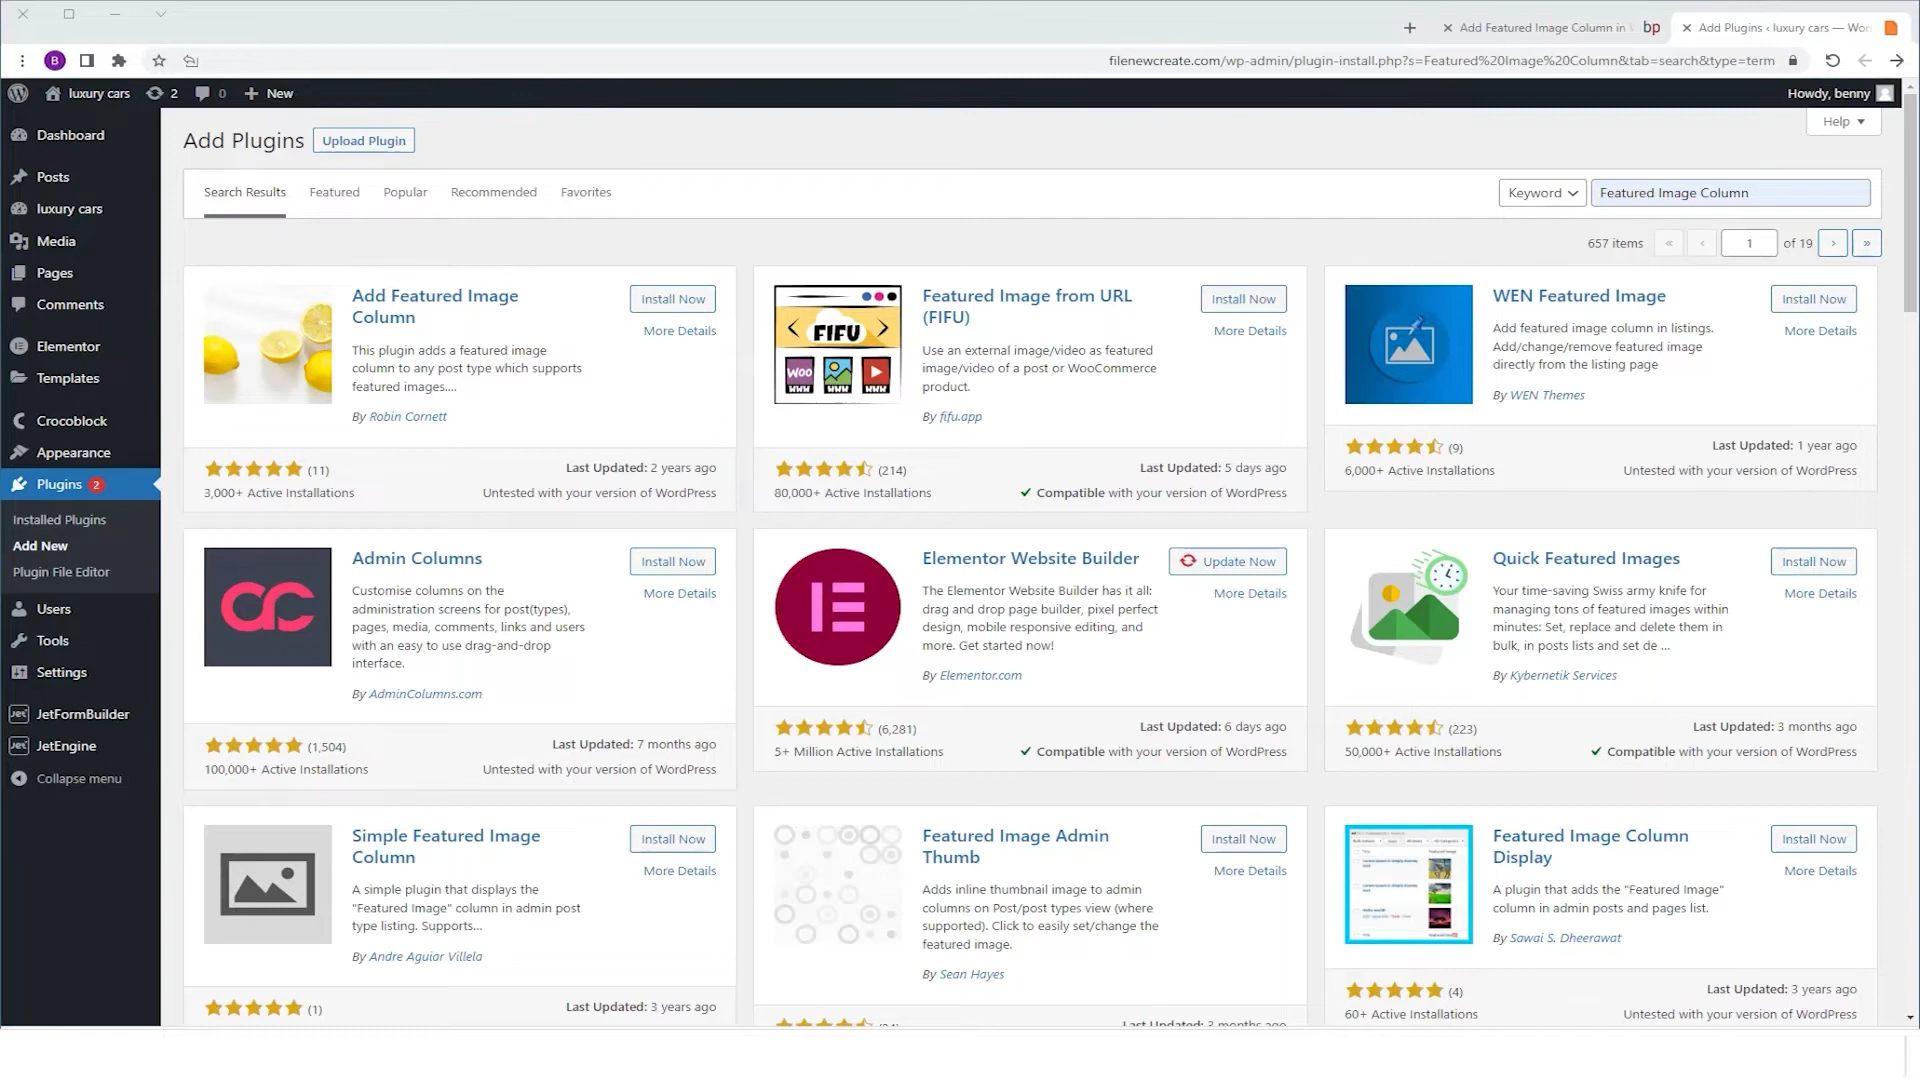 Add Featured Image Column in
bp
Add Plugins ‹ luxury cars — Wor
B
filenewcreate.com/wp-admin/plugin-install.php?s=Featured%20Image%20Column&tab=search&type=term
luxury cars
2
0
New
Howdy, benny
Help
Dashboard
Posts
luxury cars
Media
Pages
Comments
Elementor
Templates
Crocoblock
Appearance
Plugins 2
Installed Plugins
Add New
Plugin File Editor
Users
Tools
Settings
JetFormBuilder
JetEngine
Collapse menu
Add Plugins
Upload Plugin
Search Results
Featured
Popular
Recommended
Favorites
Keyword
Featured Image Column
657 items
«
‹
1
of 19
›
»
Add Featured Image
Column
Install Now
More Details
This plugin adds a featured image
column to any post type which supports
featured images....
By Robin Cornett
(11)
Last Updated: 2 years ago
3,000+ Active Installations
Untested with your version of WordPress
FIFU
WOO
WWW
WWW
WWW
Featured Image from URL
(FIFU)
Install Now
More Details
Use an external image/video as featured
image/video of a post or WooCommerce
product.
By fifu.app
(214)
Last Updated: 5 days ago
80,000+ Active Installations
Compatible with your version of WordPress
WEN Featured Image
Install Now
More Details
Add featured image column in listings.
Add/change/remove featured image
directly from the listing page
By WEN Themes
(9)
Last Updated: 1 year ago
6,000+ Active Installations
Untested with your version of WordPress
Admin Columns
Install Now
More Details
Customise columns on the
administration screens for post(types),
pages, media, comments, links and users
with an easy to use drag-and-drop
interface.
By AdminColumns.com
(1,504)
Last Updated: 7 months ago
100,000+ Active Installations
Untested with your version of WordPress
Elementor Website Builder
Update Now
More Details
The Elementor Website Builder has it all:
drag and drop page builder, pixel perfect
design, mobile responsive editing, and
more. Get started now!
By Elementor.com
(6,281)
Last Updated: 6 days ago
5+ Million Active Installations
Compatible with your version of WordPress
Quick Featured Images
Install Now
More Details
Your time-saving Swiss army knife for
managing tons of featured images within
minutes: Set, replace and delete them in
bulk, in posts lists and set de ...
By Kybernetik Services
(223)
Last Updated: 3 months ago
50,000+ Active Installations
Compatible with your version of WordPress
Simple Featured Image
Column
Install Now
More Details
A simple plugin that displays the
"Featured Image" column in admin post
type listing. Supports...
By Andre Aguiar Villela
(1)
Last Updated: 3 years ago
Featured Image Admin
Thumb
Install Now
More Details
Adds inline thumbnail image to admin
columns on Post/post types view (where
supported). Click to easily set/change the
featured image.
By Sean Hayes
Last Updated: 3 months ago
Featured Image Column
Display
Install Now
More Details
A plugin that adds the "Featured Image"
column in admin posts and pages list.
By Sawai S. Dheerawat
(4)
Last Updated: 3 years ago
60+ Active Installations
Untested with your version of WordPress